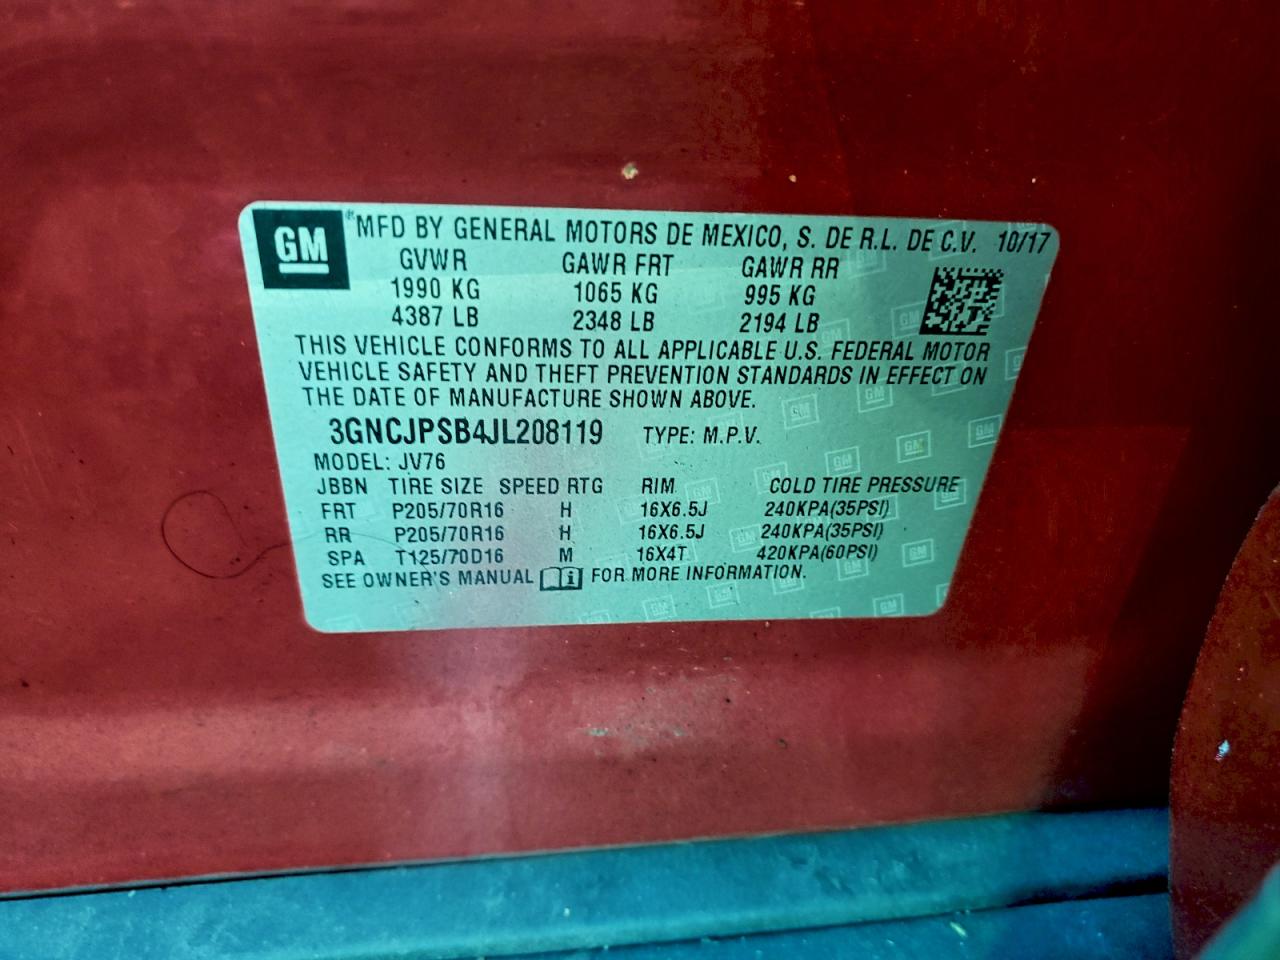 GM ® MFD BY GENERAL MOTORS DE MEXICO, S. DE R.L. DE C.V. 10/17
GVWR GAWR FRT GAWR RR
1990 KG 1065 KG 995 KG
4387 LB 2348 LB 2194 LB
THIS VEHICLE CONFORMS TO ALL APPLICABLE U.S. FEDERAL MOTOR
VEHICLE SAFETY AND THEFT PREVENTION STANDARDS IN EFFECT ON
THE DATE OF MANUFACTURE SHOWN ABOVE.
3GNCJPSB4JL208119 TYPE: M.P.V.
MODEL: JV76
JBBN TIRE SIZE SPEED RTG RIM COLD TIRE PRESSURE
FRT P205/70R16 H 16X6.5J 240KPA(35PSI)
RR P205/70R16 H 16X6.5J 240KPA(35PSI)
SPA T125/70D16 M 16X4T 420KPA(60PSI)
SEE OWNER'S MANUAL FOR MORE INFORMATION.